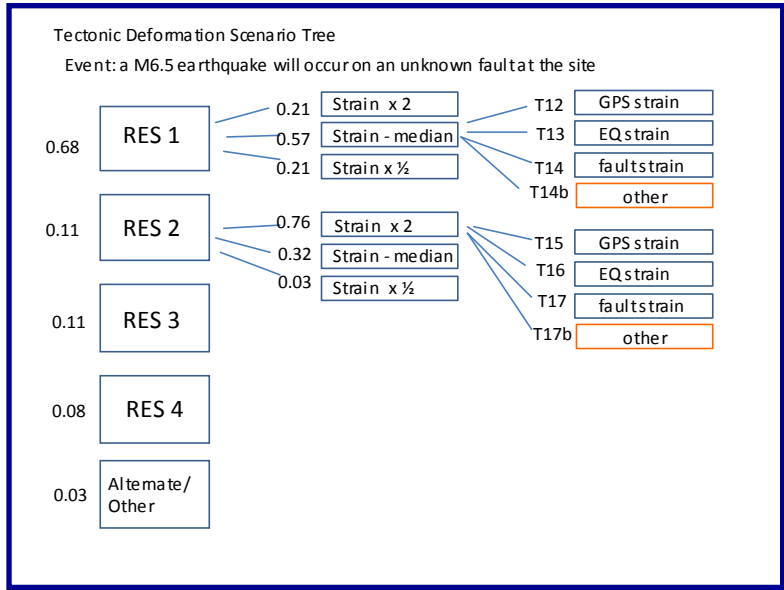 Tectonic Deformation Scenario Tree
Event: a M6.5 earthquake will occur on an unknown fault at the site
0.68
RES 1
0.21
Strain x 2
0.57
Strain - median
0.21
Strain x ½
T12
GPS strain
T13
EQ strain
T14
fault strain
T14b
other
0.11
RES 2
0.76
Strain x 2
0.32
Strain - median
0.03
Strain x ½
T15
GPS strain
T16
EQ strain
T17
fault strain
T17b
other
0.11
RES 3
0.08
RES 4
0.03
Alternate/
Other